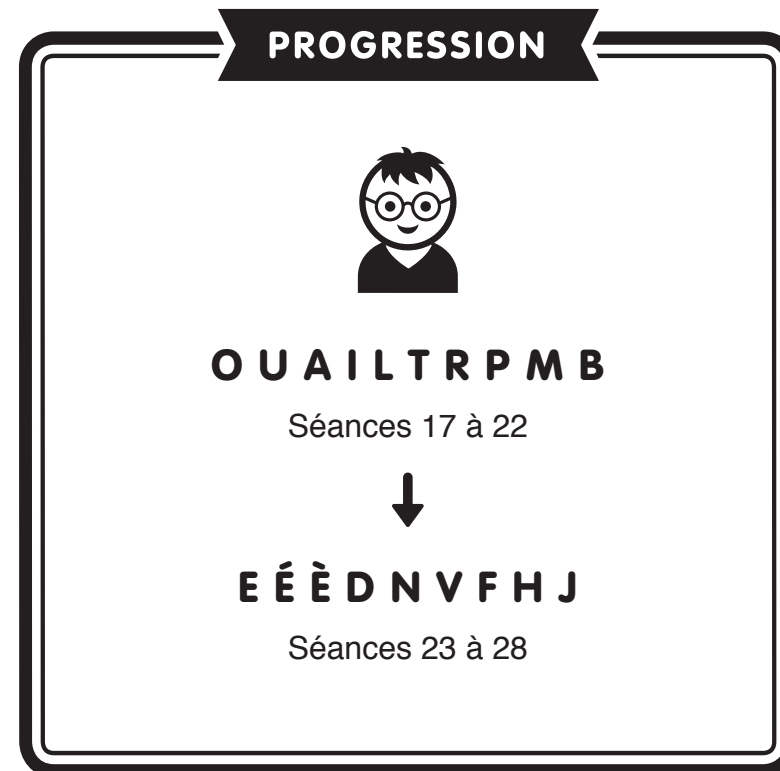 PROGRESSION
O U A I L T R P M B
Séances 17 à 22
E É È D N V F H J
Séances 23 à 28